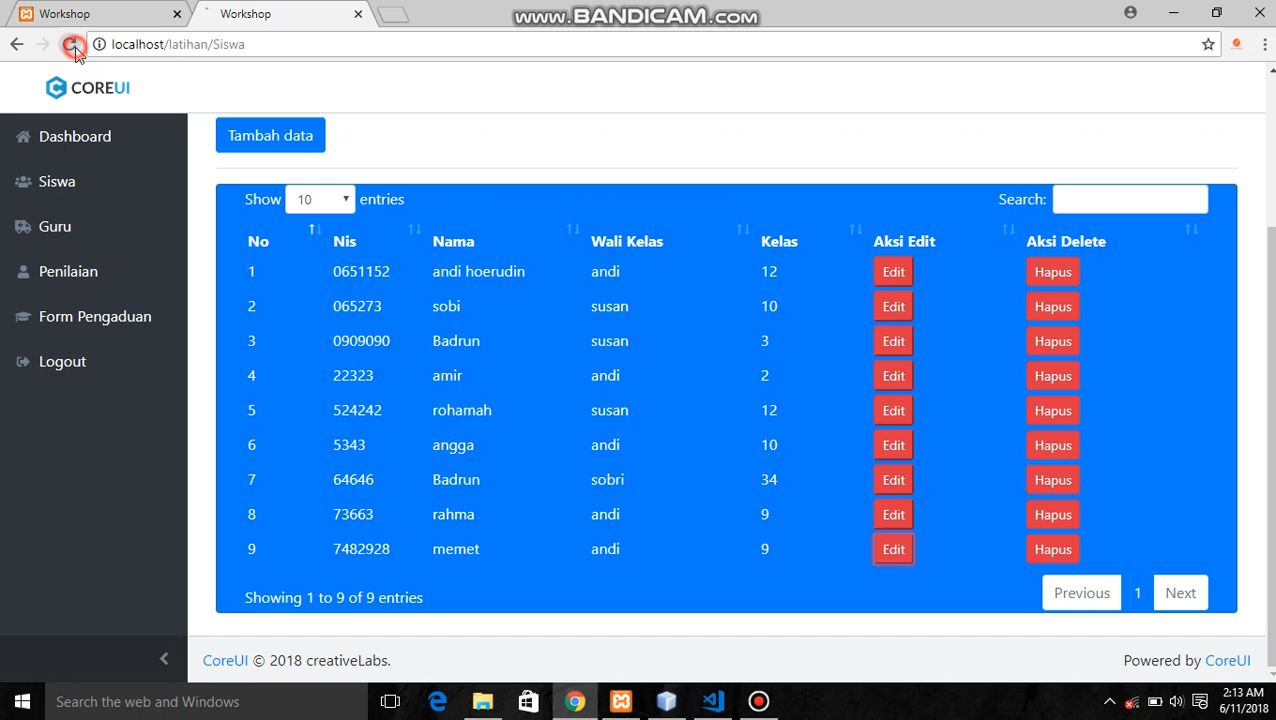 Workshop
Workshop
www.BANDICAM.com
localhost/latihan/Siswa
COREUI
Dashboard
Siswa
Guru
Penilaian
Form Pengaduan
Logout
Tambah data
Show 10 entries
Search:
No Nis Nama Wali Kelas Kelas Aksi Edit Aksi Delete
1 0651152 andi hoerudin andi 12 Edit Hapus
2 065273 sobi susan 10 Edit Hapus
3 0909090 Badrun susan 3 Edit Hapus
4 22323 amir andi 2 Edit Hapus
5 524242 rohamah susan 12 Edit Hapus
6 5343 angga andi 10 Edit Hapus
7 64646 Badrun sobri 34 Edit Hapus
8 73663 rahma andi 9 Edit Hapus
9 7482928 memet andi 9 Edit Hapus
Showing 1 to 9 of 9 entries
Previous 1 Next
CoreUI © 2018 creativeLabs.
Powered by CoreUI
Search the web and Windows
2:13 AM
6/11/2018